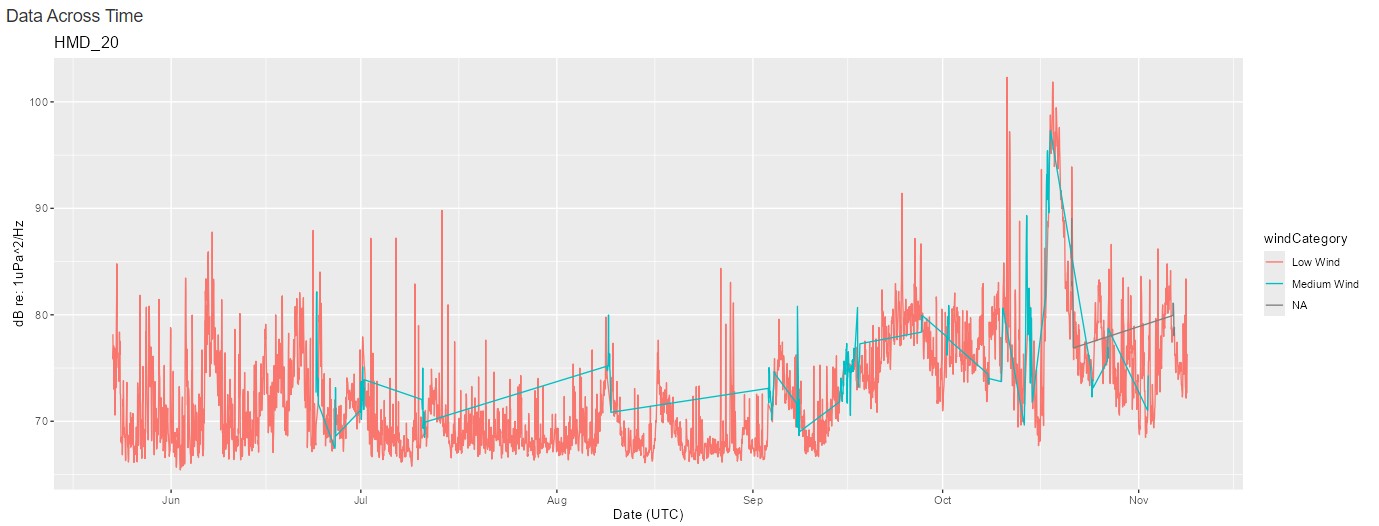 Data Across Time
HMD_20
100
90
80
70
dB re: 1uPa^2/Hz
Jun
Jul
Aug
Sep
Oct
Nov
Date (UTC)
windCategory
Low Wind
Medium Wind
NA